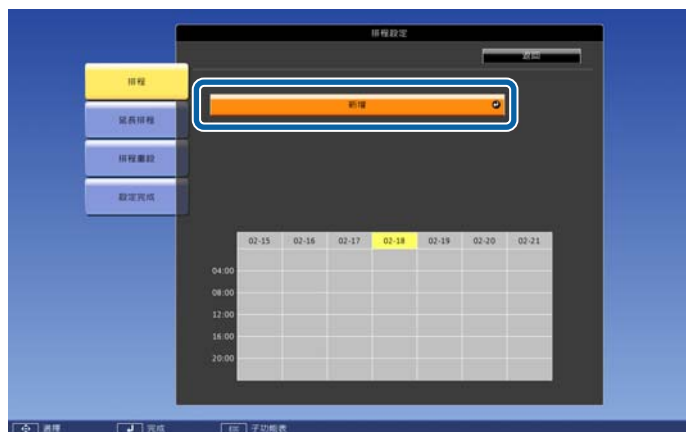 排程設定
返回
排程
新增
延長排程
排程重設
設定完成
02-15 02-16 02-17 02-18 02-19 02-20 02-21
04:00
08:00
12:00
16:00
20:00
選擇 完成 Esc 子功能表